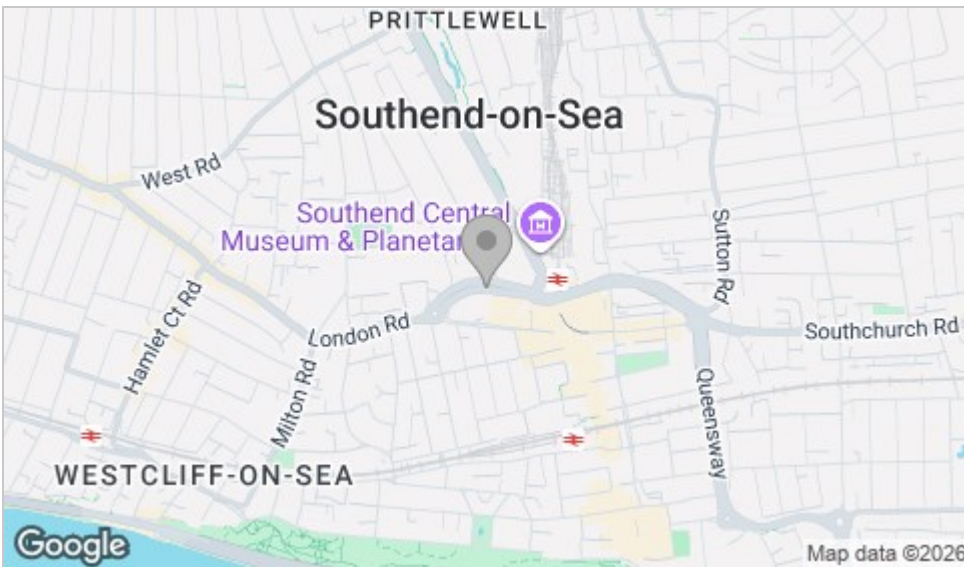 PRITTLEWELL
Southend-on-Sea
West Rd
Southend Central
Museum & Planetar
Sutton Rd
Hamlet Ct Rd
London Rd
Southchurch Rd
Milton Rd
Queensway
WESTCLIFF-ON-SEA
Google
Map data ©2026